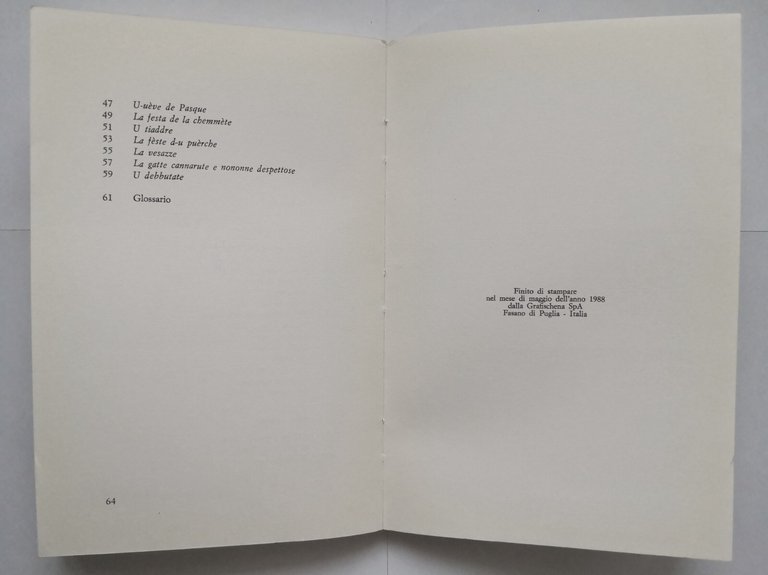 47 U-uève de Pasque
49 La festa de la chemmète
51 U tiaddre
53 La fèste d-u puèrche
55 La vesazze
57 La gatte cannarute e nononne despettose
59 U debbutate
61 Glossario
64
Finito di stampare
nel mese di maggio dell'anno 1988
dalla Grafischena SpA
Fasano di Puglia - Italia